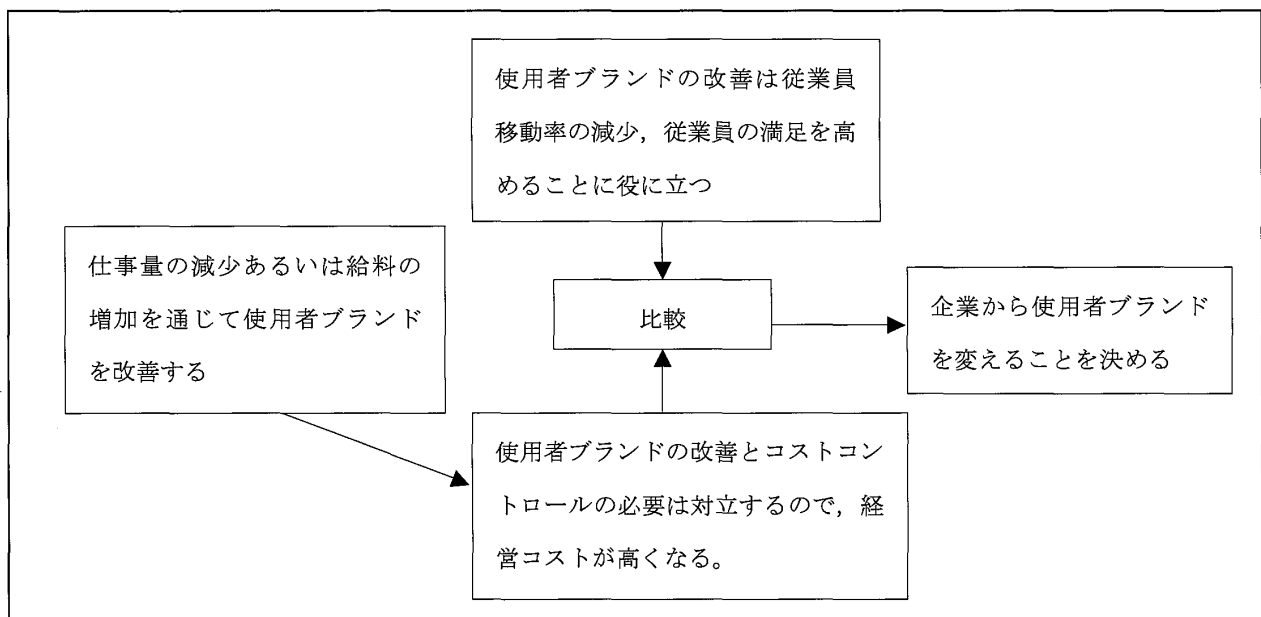 使用者ブランドの改善は従業員
移動率の減少，従業員の満足を高
めることに役に立つ
仕事量の減少あるいは給料の
増加を通じて使用者ブランド
を改善する
比較
企業から使用者ブランド
を変えることを決める
使用者ブランドの改善とコストコン
トロールの必要は対立するので，経
営コストが高くなる。